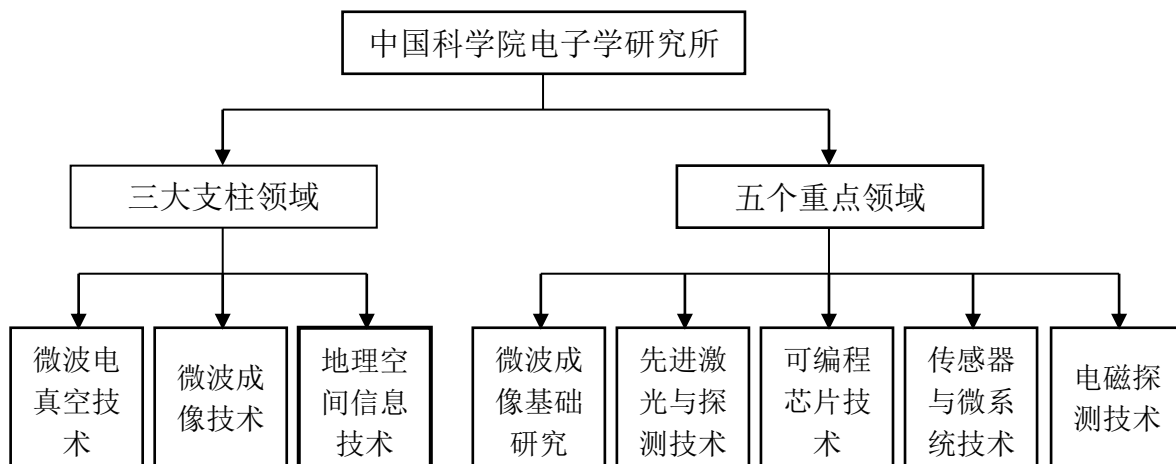 中国科学院电子学研究所
三大支柱领域
五个重点领域
微波电
真空技
术
微波成
像技术
地理空
间信息
技术
微波成
像基础
研究
先进激
光与探
测技术
可编程
芯片技
术
传感器
与微系
统技术
电磁探
测技术